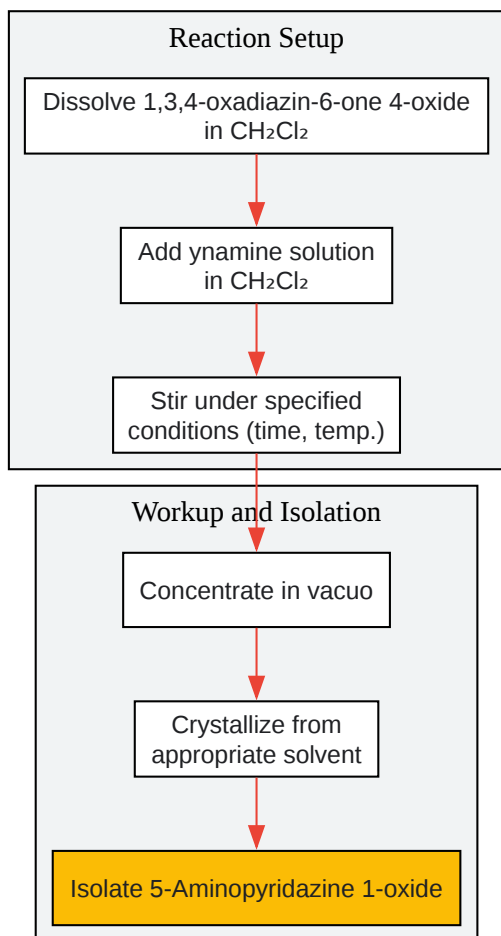 Reaction Setup
Dissolve 1,3,4-oxadiazin-6-one 4-oxide
in CH₂Cl₂
Add ynamine solution
in CH₂Cl₂
Stir under specified
conditions (time, temp.)
Workup and Isolation
Concentrate in vacuo
Crystallize from
appropriate solvent
Isolate 5-Aminopyridazine 1-oxide